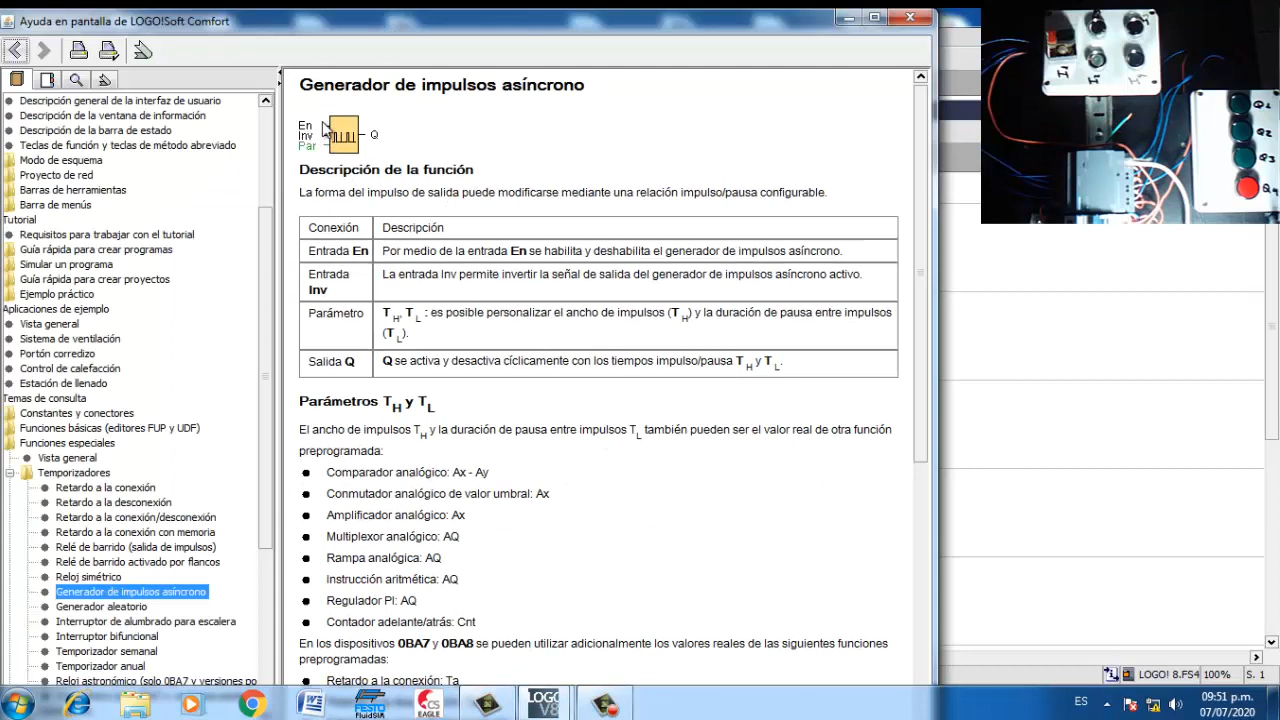 Ayuda en pantalla de LOGO!Soft Comfort
Descripción general de la interfaz de usuario
Descripción de la ventana de información
Descripción de la barra de estado
Teclas de función y teclas de método abreviado
Modo de esquema
Proyecto de red
Barras de herramientas
Barra de menús
Tutorial
Requisitos para trabajar con el tutorial
Guía rápida para crear programas
Simular un programa
Guía rápida para crear proyectos
Ejemplo práctico
Aplicaciones de ejemplo
Vista general
Sistema de ventilación
Portón corredizo
Control de calefacción
Estación de llenado
Temas de consulta
Constantes y conectores
Funciones básicas (editores FUP y UDF)
Funciones especiales
Vista general
Temporizadores
Retardo a la conexión
Retardo a la desconexión
Retardo a la conexión/desconexión
Retardo a la conexión con memoria
Relé de barrido (salida de impulsos)
Relé de barrido activado por flancos
Reloj simétrico
Generador de impulsos asíncrono
Generador aleatorio
Interruptor de alumbrado para escalera
Interruptor bifuncional
Temporizador semanal
Temporizador anual
Reloj astronómico (solo 0BA7 y versiones po
Generador de impulsos asíncrono
En
Inv
Par
Q
Descripción de la función
La forma del impulso de salida puede modificarse mediante una relación impulso/pausa configurable.
Conexión Descripción
Entrada En Por medio de la entrada En se habilita y deshabilita el generador de impulsos asíncrono.
Entrada Inv La entrada Inv permite invertir la señal de salida del generador de impulsos asíncrono activo.
Parámetro T H, T L : es posible personalizar el ancho de impulsos (T H) y la duración de pausa entre impulsos
(T L).
Salida Q Q se activa y desactiva cíclicamente con los tiempos impulso/pausa T H y T L.
Parámetros T H y T L
El ancho de impulsos T H y la duración de pausa entre impulsos T L también pueden ser el valor real de otra función
preprogramada:
Comparador analógico: Ax - Ay
Conmutador analógico de valor umbral: Ax
Amplificador analógico: Ax
Multiplexor analógico: AQ
Rampa analógica: AQ
Instrucción aritmética: AQ
Regulador PI: AQ
Contador adelante/atrás: Cnt
En los dispositivos 0BA7 y 0BA8 se pueden utilizar adicionalmente los valores reales de las siguientes funciones
preprogramadas:
Retardo a la conexión: Ta
Q1
Q2
Q3
Q4
LOGO! 8.FS4 100% S. 1
FESTO
FluidSIM
CS
EAGLE
LOGO
V8
ES
09:51 p.m.
07/07/2020